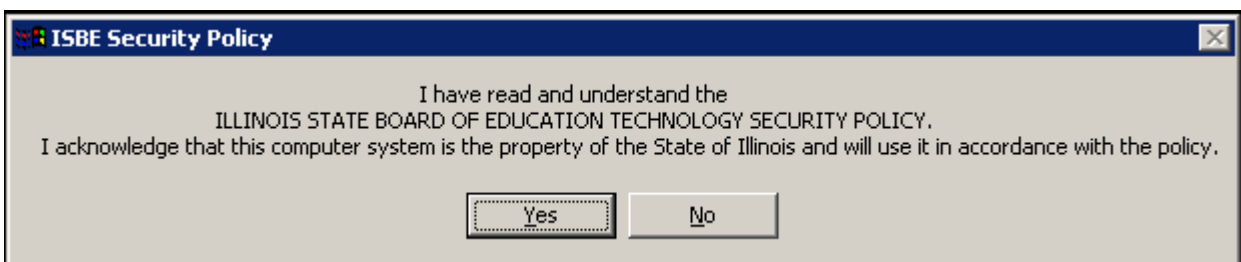 ISBE Security Policy
I have read and understand the
ILLINOIS STATE BOARD OF EDUCATION TECHNOLOGY SECURITY POLICY.
I acknowledge that this computer system is the property of the State of Illinois and will use it in accordance with the policy.
Yes No